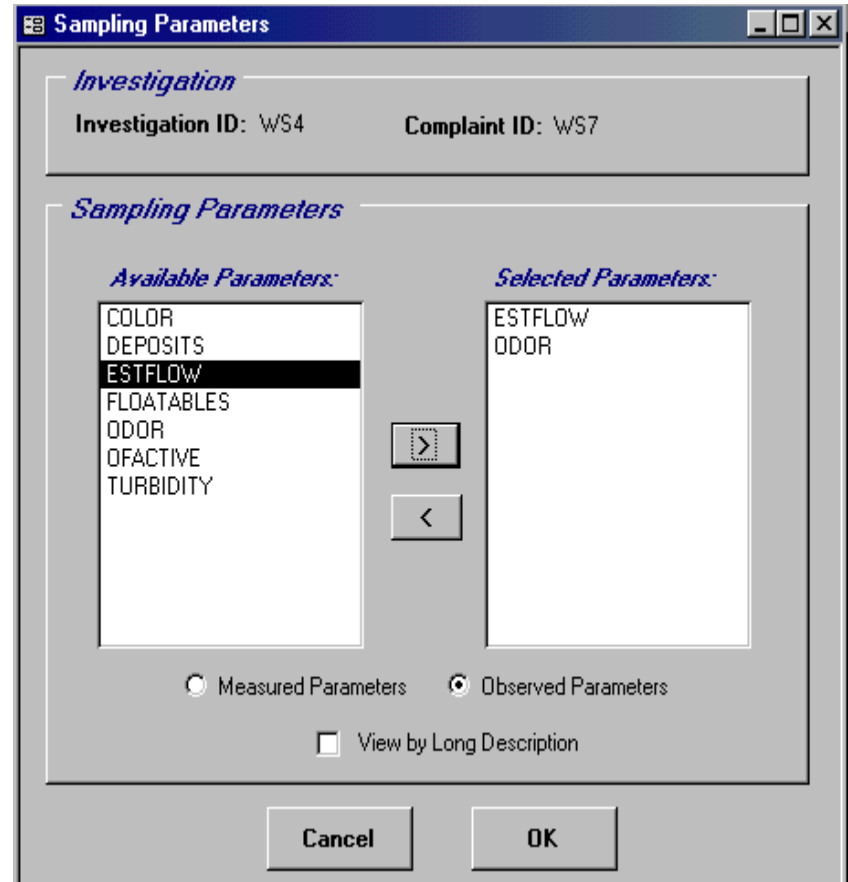 Sampling Parameters
Investigation
Investigation ID: WS4 Complaint ID: WS7
Sampling Parameters
Available Parameters: Selected Parameters:
COLOR ESTFLOW
DEPOSITS ODOR
ESTFLOW
FLOATABLES
ODOR
OFACTIVE
TURBIDITY
>
<
Measured Parameters Observed Parameters
View by Long Description
Cancel OK